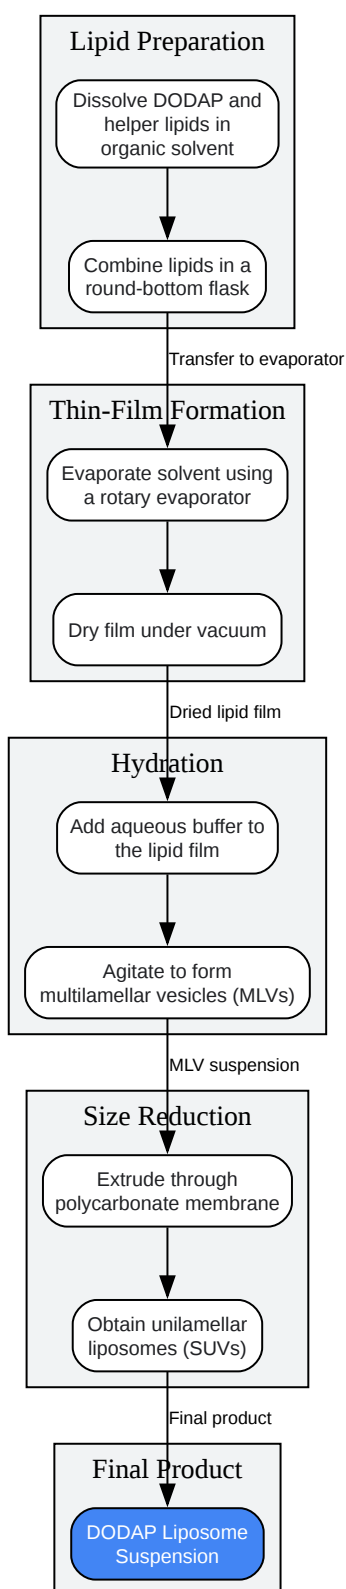 Lipid Preparation
Dissolve DODAP and
helper lipids in
organic solvent
Combine lipids in a
round-bottom flask
Transfer to evaporator
Thin-Film Formation
Evaporate solvent using
a rotary evaporator
Dry film under vacuum
Dried lipid film
Hydration
Add aqueous buffer to
the lipid film
Agitate to form
multilamellar vesicles (MLVs)
MLV suspension
Size Reduction
Extrude through
polycarbonate membrane
Obtain unilamellar
liposomes (SUVs)
Final product
Final Product
DODAP Liposome
Suspension